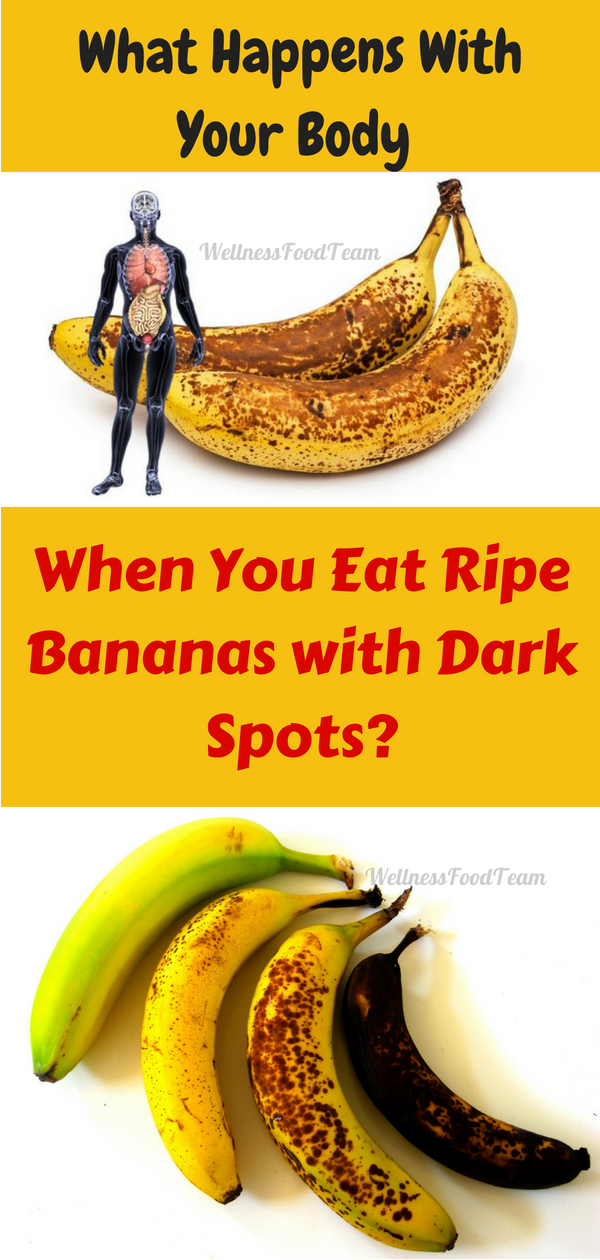 What Happens With
Your Body
WellnessFoodTeam
When You Eat Ripe
Bananas with Dark
Spots?
WellnessFoodTeam